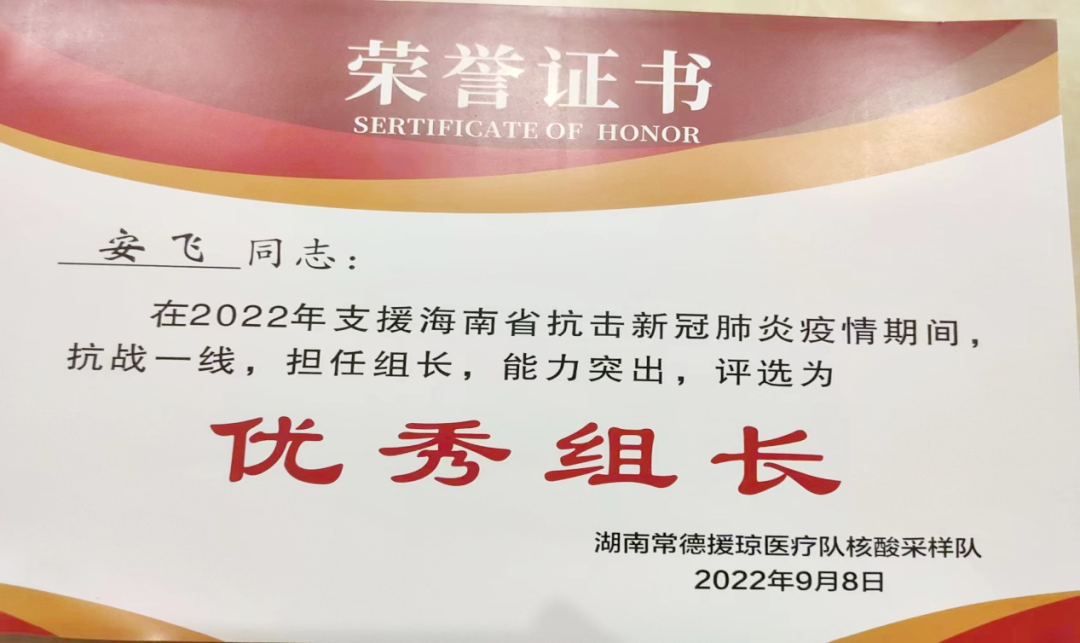 荣誉证书
SERTIFICATE OF HONOR
安飞同志：
在2022年支援海南省抗击新冠肺炎疫情期间，
抗战一线，担任组长，能力突出，评选为
优秀组长
湖南常德援琼医疗队核酸采样队
2022年9月8日